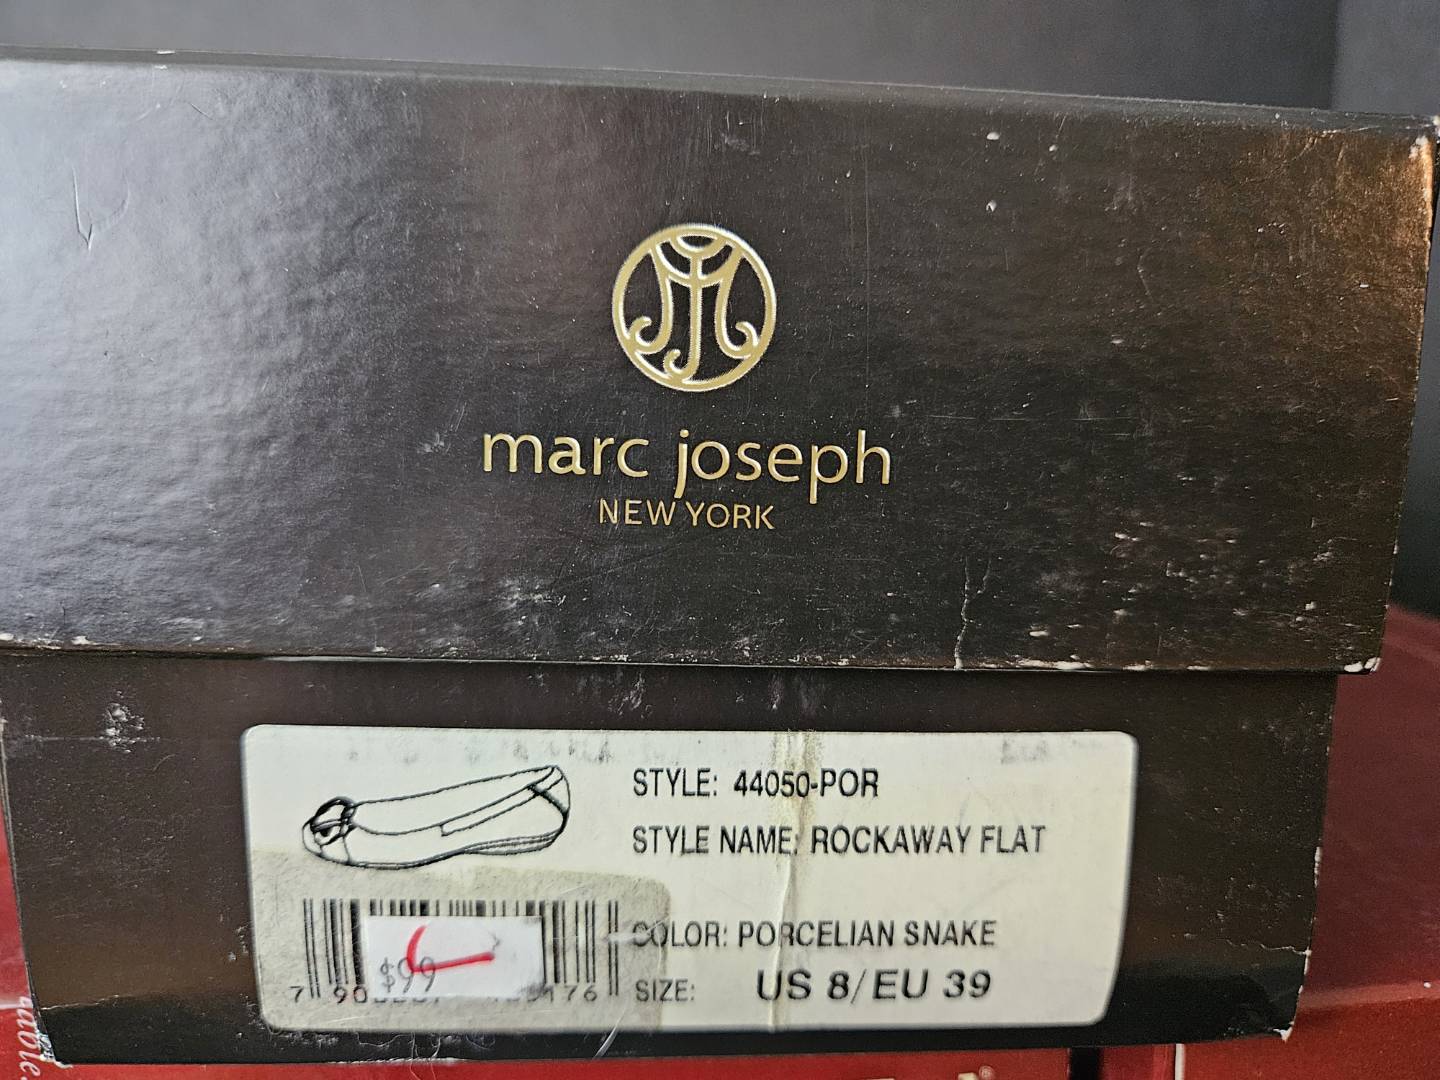 marc joseph
NEW YORK
STYLE: 44050-POR
STYLE NAME: ROCKAWAY FLAT
COLOR: PORCELIAN SNAKE
SIZE: US 8/EU 39
$99